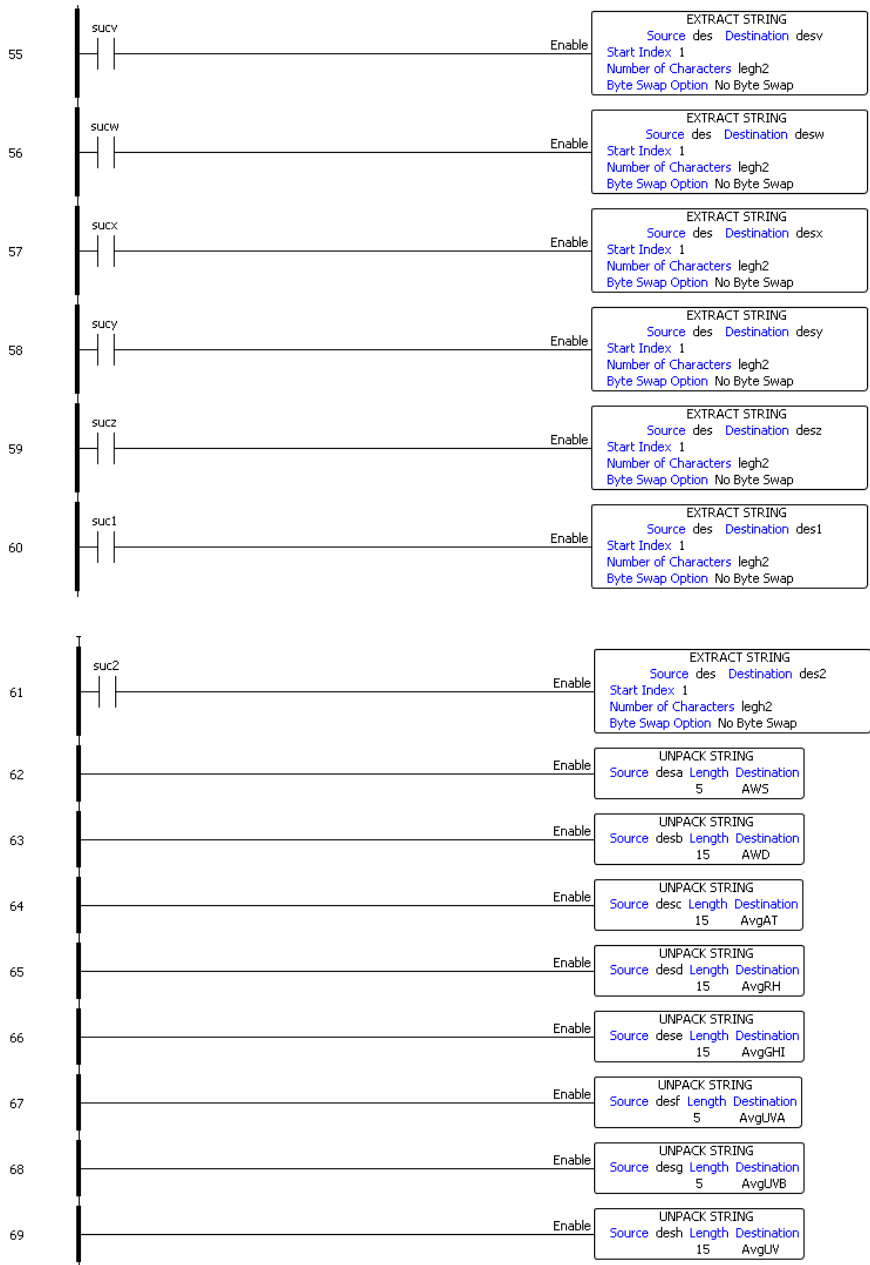 sucv
EXTRACT STRING
Source des Destination desv
Enable
Start Index 1
55
Number of Characters legh2
Byte Swap Option No Byte Swap
sucw
EXTRACT STRING
Source des Destination desw
Enable
Start Index 1
56
Number of Characters legh2
Byte Swap Option No Byte Swap
sucx
EXTRACT STRING
Source des Destination desx
Enable
Start Index 1
57
Number of Characters legh2
Byte Swap Option No Byte Swap
sucy
EXTRACT STRING
Source des Destination desy
Enable
Start Index 1
58
Number of Characters legh2
Byte Swap Option No Byte Swap
sucz
EXTRACT STRING
Source des Destination desz
Enable
Start Index 1
59
Number of Characters legh2
Byte Swap Option No Byte Swap
suc1
EXTRACT STRING
Source des Destination des1
Enable
Start Index 1
60
Number of Characters legh2
Byte Swap Option No Byte Swap
suc2
EXTRACT STRING
Source des Destination des2
Enable
Start Index 1
61
Number of Characters legh2
Byte Swap Option No Byte Swap
UNPACK STRING
Enable
Source desa Length Destination
62
5 AWS
UNPACK STRING
Enable
Source desb Length Destination
63
15 AWD
UNPACK STRING
Enable
Source desc Length Destination
64
15 AvgAT
UNPACK STRING
Enable
Source desd Length Destination
65
15 AvgRH
UNPACK STRING
Enable
Source dese Length Destination
66
15 AvgGHI
UNPACK STRING
Enable
Source desf Length Destination
67
5 AvgUVA
UNPACK STRING
Enable
Source desg Length Destination
68
5 AvgUVB
UNPACK STRING
Enable
Source desh Length Destination
69
15 AvgUV